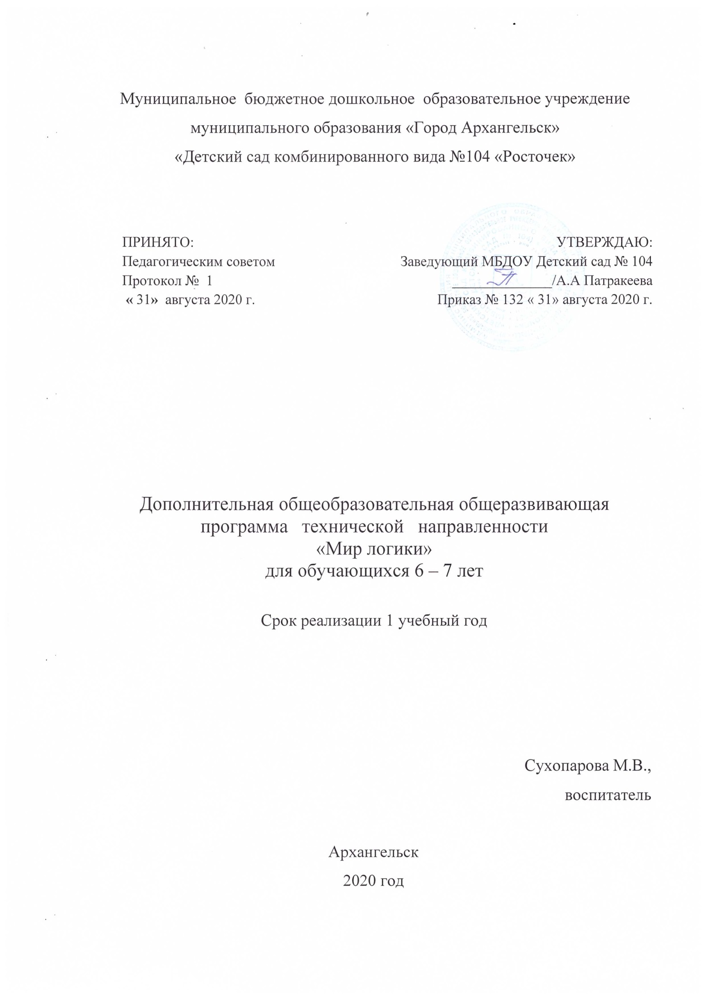 Муниципальное бюджетное дошкольное образовательное учреждение
муниципального образования «Город Архангельск»
«Детский сад комбинированного вида №104 «Росточек»
ПРИНЯТО:
Педагогическим советом
Протокол № 1
« 31» августа 2020 г.
УТВЕРЖДАЮ:
Заведующий МБДОУ Детский сад № 104
_______________/А.А Патракеева
Приказ № 132 « 31» августа 2020 г.
Дополнительная общеобразовательная общеразвивающая
программа технической направленности
«Мир логики»
для обучающихся 6 – 7 лет
Срок реализации 1 учебный год
Сухопарова М.В.,
воспитатель
Архангельск
2020 год